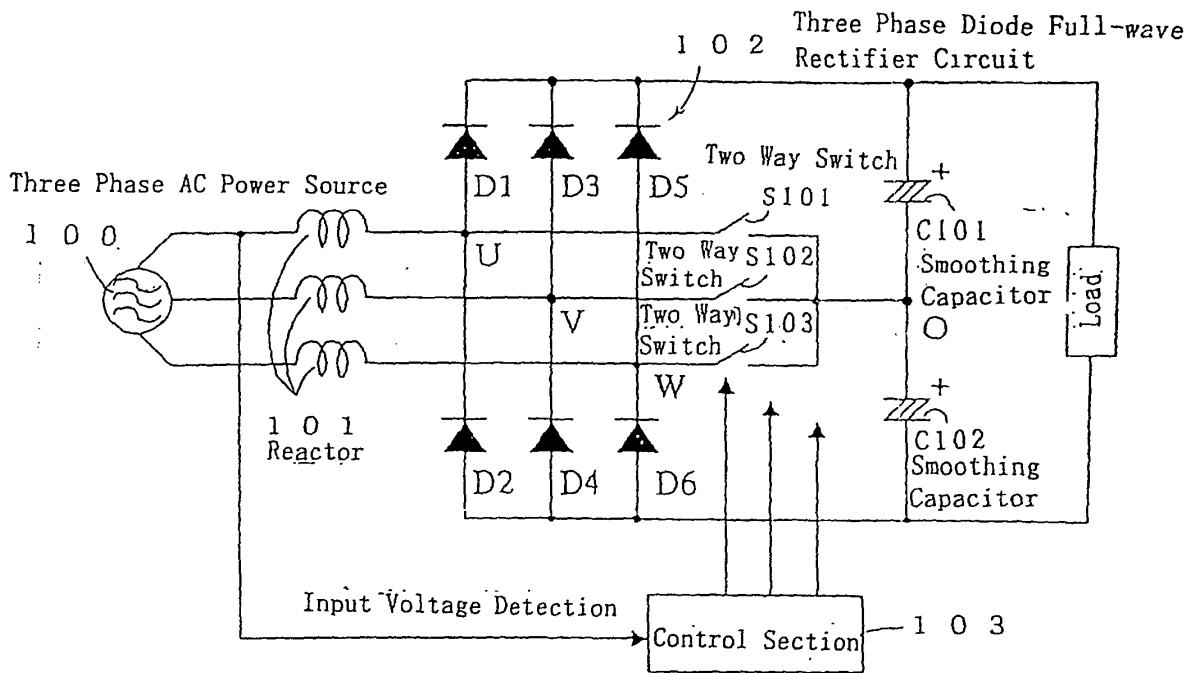 Three Phase Diode Full-wave
Rectifier Circuit
1 0 2
Two Way Switch
Three Phase AC Power Source
1 0 0
D1
D3
D5
S101
U
Two Way
Switch
S102
C101
Smoothing
Capacitor
Load
V
Two Way
Switch
S103
O
W
1 0 1
Reactor
D2
D4
D6
C102
Smoothing
Capacitor
Input Voltage Detection
Control Section
1 0 3